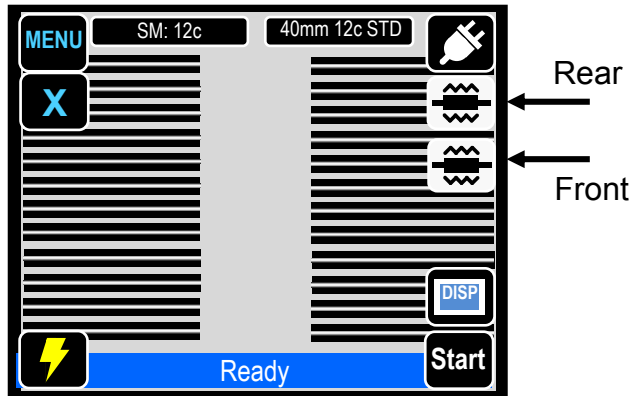 MENU
SM: 12c
40mm 12c STD
X
Rear
Front
DISP
Ready
Start